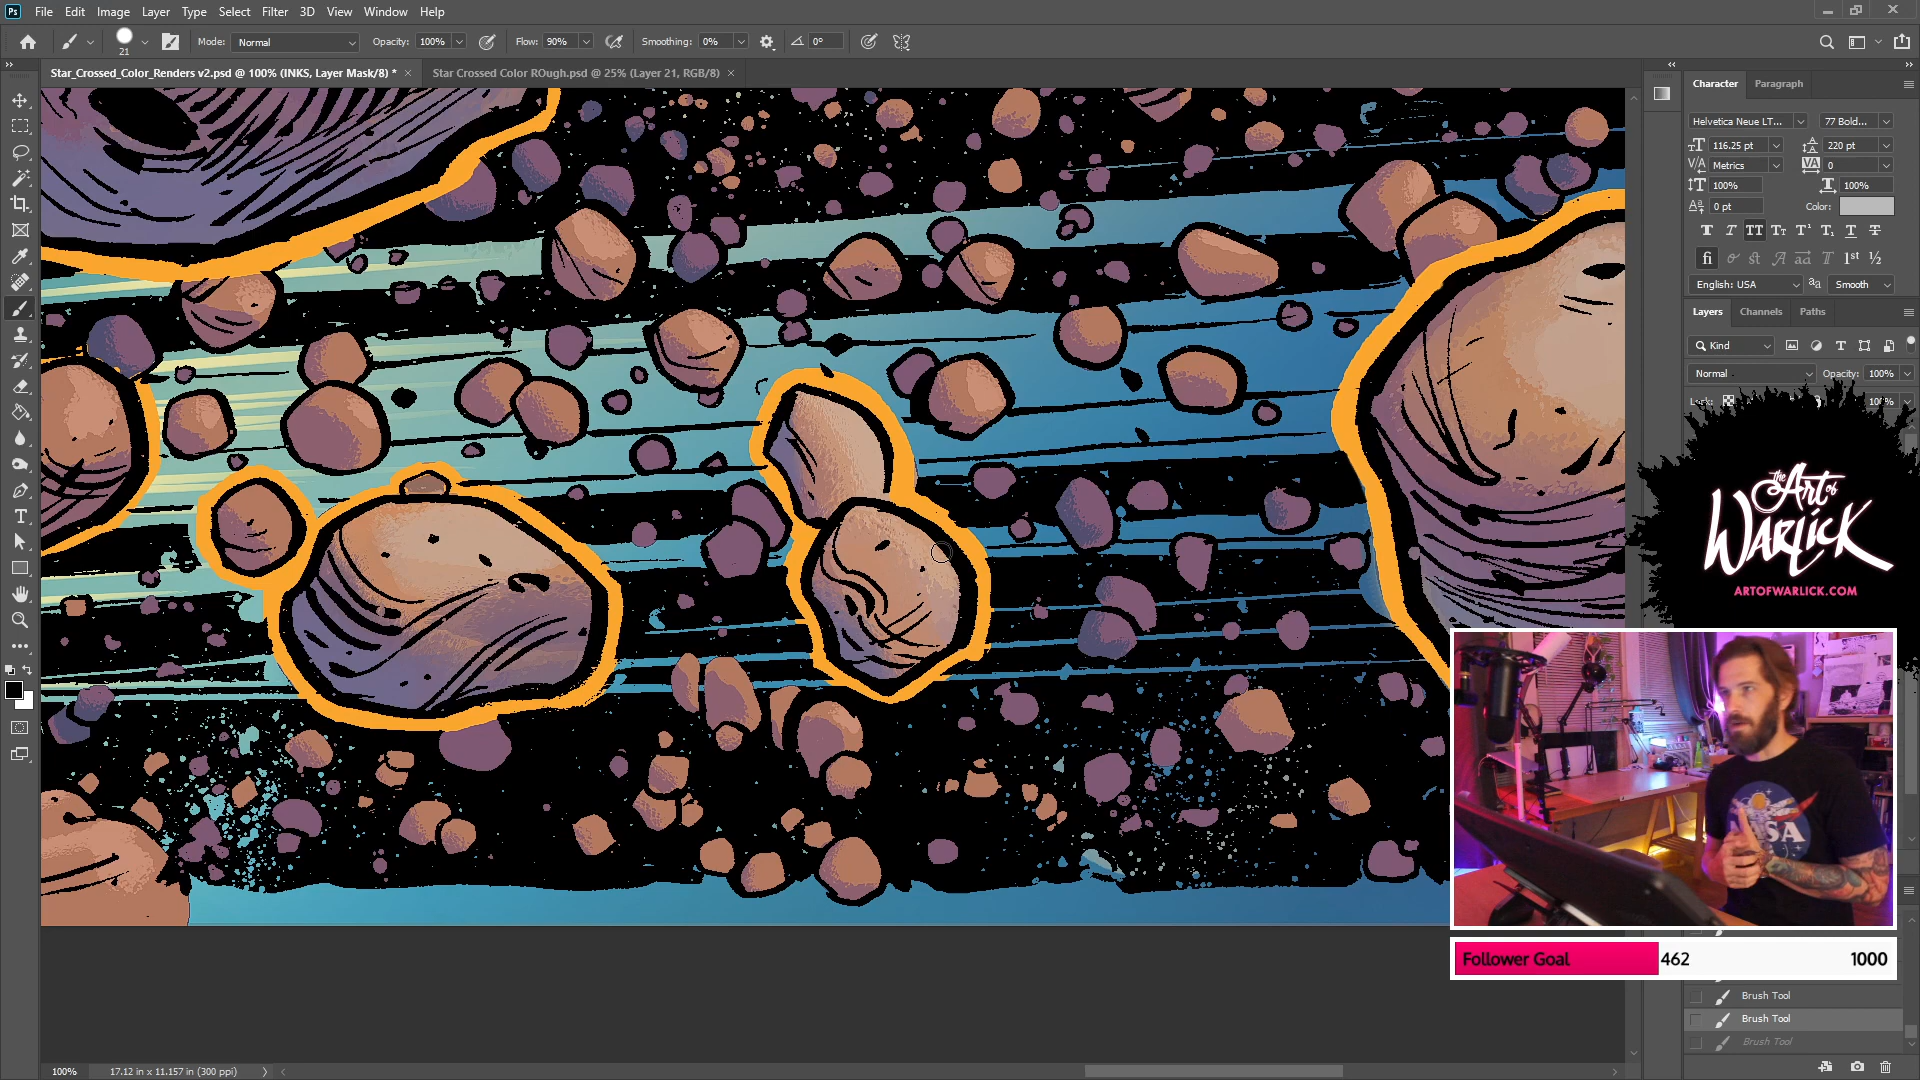 Ps File Edit Image Layer Type Select Filter 3D View Window Help
21 Mode: Normal Opacity: 100% Flow: 90% Smoothing: 0% 0°
Star_Crossed_Color_Renders v2.psd @ 100% (INKS, Layer Mask/8) * Star Crossed Color ROugh.psd @ 25% (Layer 21, RGB/8)
Character Paragraph
Helvetica Neue LT... 77 Bold...
116.25 pt 220 pt
Metrics 0
100% 100%
0 pt Color:
English: USA Smooth
Layers Channels Paths
Kind
Normal Opacity: 100%
100%
the Art of
Warlick
ARTOFWARLICK.COM
NASA
Follower Goal 462 1000
Brush Tool
Brush Tool
Brush Tool
100% 17.12 in x 11.157 in (300 ppi)